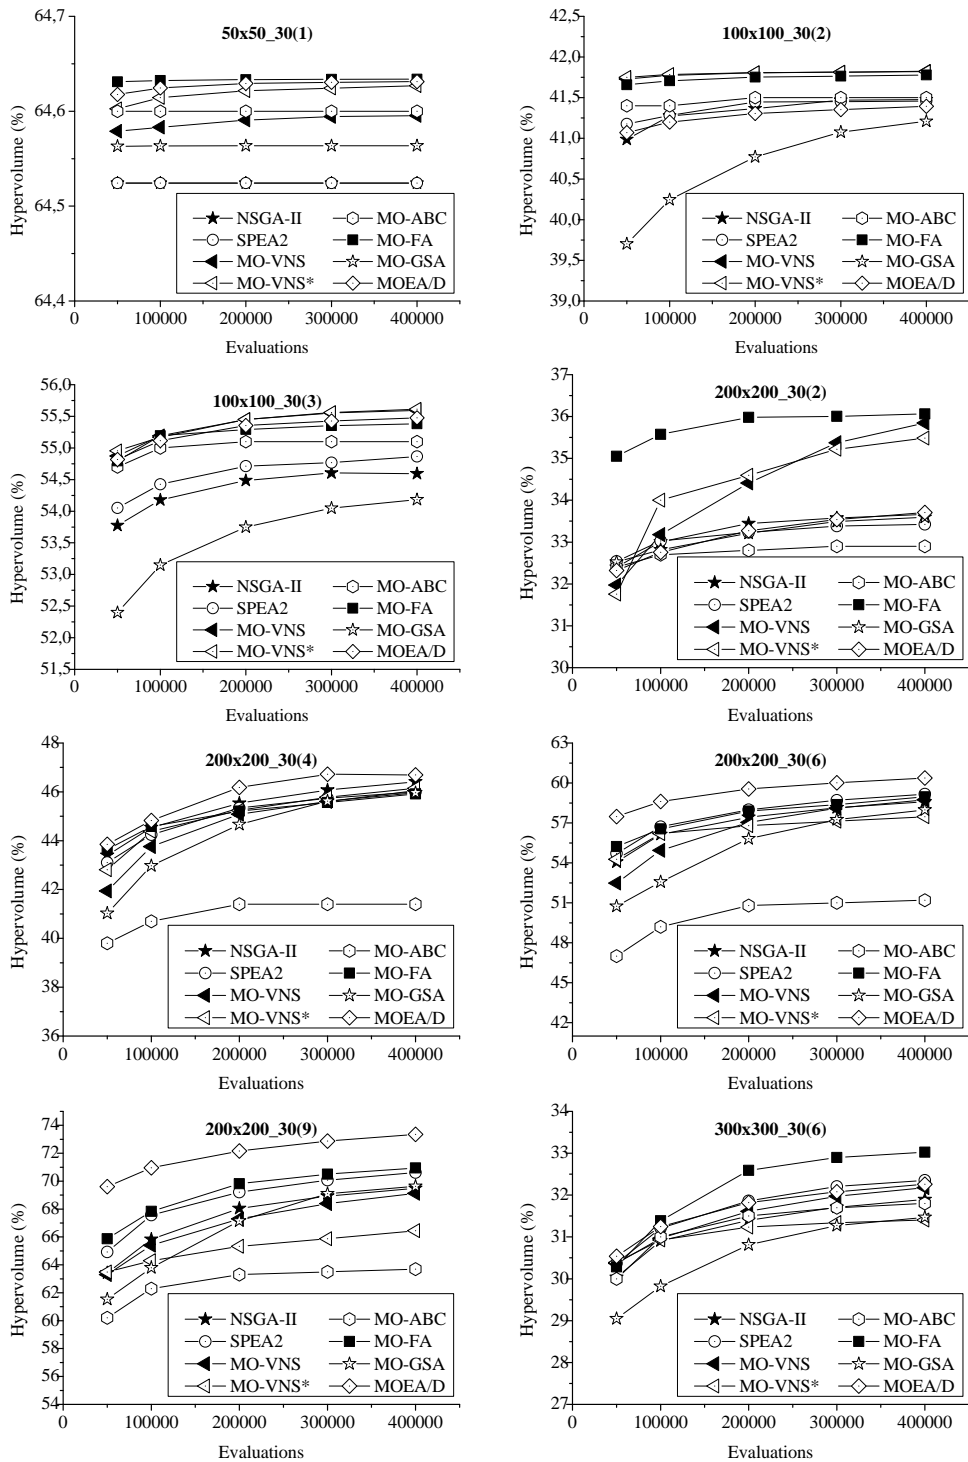 50x50_30(1)
64,7
64,6
64,5
64,4
Hypervolume (%)
NSGA-II MO-ABC
SPEA2 MO-FA
MO-VNS MO-GSA
MO-VNS* MOEA/D
0 100000 200000 300000 400000
Evaluations
100x100_30(2)
42,5
42,0
41,5
41,0
40,5
40,0
39,5
39,0
Hypervolume (%)
NSGA-II MO-ABC
SPEA2 MO-FA
MO-VNS MO-GSA
MO-VNS* MOEA/D
0 100000 200000 300000 400000
Evaluations
100x100_30(3)
56,0
55,5
55,0
54,5
54,0
53,5
53,0
52,5
52,0
51,5
Hypervolume (%)
NSGA-II MO-ABC
SPEA2 MO-FA
MO-VNS MO-GSA
MO-VNS* MOEA/D
0 100000 200000 300000 400000
Evaluations
200x200_30(2)
37
36
35
34
33
32
31
30
Hypervolume (%)
NSGA-II MO-ABC
SPEA2 MO-FA
MO-VNS MO-GSA
MO-VNS* MOEA/D
0 100000 200000 300000 400000
Evaluations
200x200_30(4)
48
46
44
42
40
38
36
Hypervolume (%)
NSGA-II MO-ABC
SPEA2 MO-FA
MO-VNS MO-GSA
MO-VNS* MOEA/D
0 100000 200000 300000 400000
Evaluations
200x200_30(6)
63
60
57
54
51
48
45
42
Hypervolume (%)
NSGA-II MO-ABC
SPEA2 MO-FA
MO-VNS MO-GSA
MO-VNS* MOEA/D
0 100000 200000 300000 400000
Evaluations
200x200_30(9)
74
72
70
68
66
64
62
60
58
56
54
Hypervolume (%)
NSGA-II MO-ABC
SPEA2 MO-FA
MO-VNS MO-GSA
MO-VNS* MOEA/D
0 100000 200000 300000 400000
Evaluations
300x300_30(6)
34
33
32
31
30
29
28
27
Hypervolume (%)
NSGA-II MO-ABC
SPEA2 MO-FA
MO-VNS MO-GSA
MO-VNS* MOEA/D
0 100000 200000 300000 400000
Evaluations